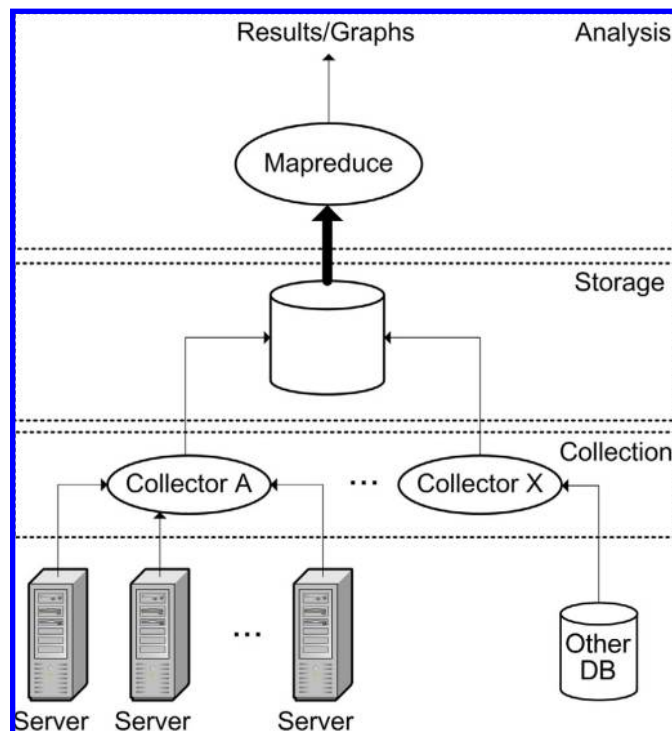 Results/Graphs
Analysis
Mapreduce
Storage
Collection
Collector A
...
Collector X
...
Other
DB
Server
Server
Server